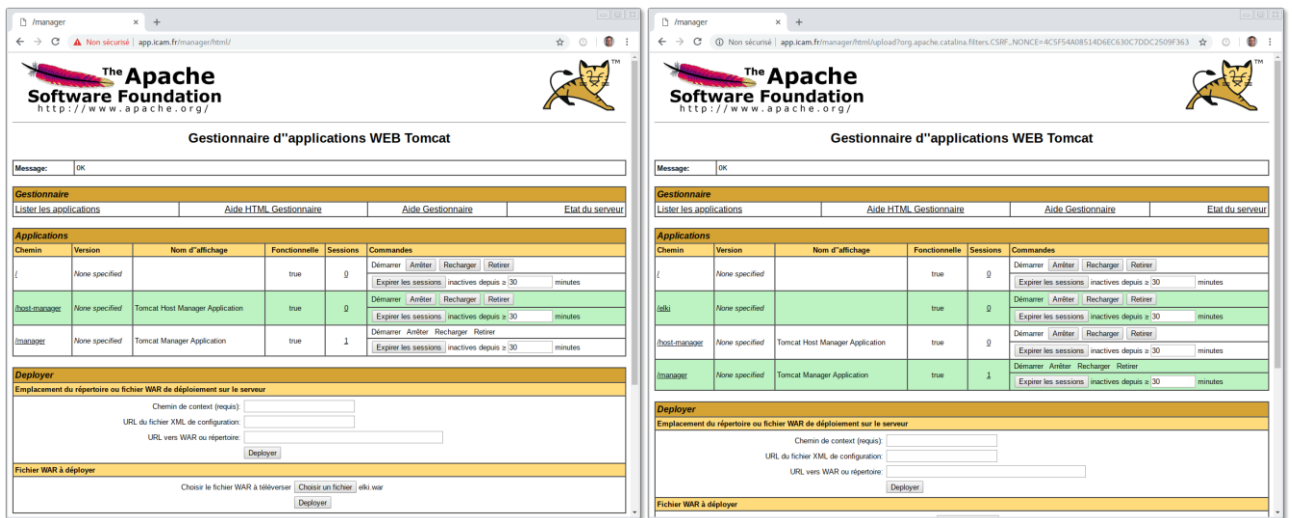 /manager
Non sécurisé | app.icam.fr/manager/html/
The Apache
Software Foundation
http://www.apache.org/
TM
Gestionnaire d''applications WEB Tomcat
Message: OK
Gestionnaire
Lister les applications Aide HTML Gestionnaire Aide Gestionnaire Etat du serveur
Applications
Chemin Version Nom d''affichage Fonctionnelle Sessions Commandes
/ None specified true 0 Démarrer Arrêter Recharger Retirer
Expirer les sessions inactives depuis ≥ 30 minutes
/host-manager None specified Tomcat Host Manager Application true 0 Démarrer Arrêter Recharger Retirer
Expirer les sessions inactives depuis ≥ 30 minutes
/manager None specified Tomcat Manager Application true 1 Démarrer Arrêter Recharger Retirer
Expirer les sessions inactives depuis ≥ 30 minutes
Deployer
Emplacement du répertoire ou fichier WAR de déploiement sur le serveur
Chemin de context (requis):
URL du fichier XML de configuration:
URL vers WAR ou répertoire:
Deployer
Fichier WAR à déployer
Choisir le fichier WAR à téléverser Choisir un fichier elki.war
Deployer
/manager
Non sécurisé | app.icam.fr/manager/html/upload?org.apache.catalina.filters.CSRF_NONCE=4C5F54A08514D6EC630C7DDC2509F363
The Apache
Software Foundation
http://www.apache.org/
TM
Gestionnaire d''applications WEB Tomcat
Message: OK
Gestionnaire
Lister les applications Aide HTML Gestionnaire Aide Gestionnaire Etat du serveur
Applications
Chemin Version Nom d''affichage Fonctionnelle Sessions Commandes
/ None specified true 0 Démarrer Arrêter Recharger Retirer
Expirer les sessions inactives depuis ≥ 30 minutes
/elki None specified true 0 Démarrer Arrêter Recharger Retirer
Expirer les sessions inactives depuis ≥ 30 minutes
/host-manager None specified Tomcat Host Manager Application true 0 Démarrer Arrêter Recharger Retirer
Expirer les sessions inactives depuis ≥ 30 minutes
/manager None specified Tomcat Manager Application true 1 Démarrer Arrêter Recharger Retirer
Expirer les sessions inactives depuis ≥ 30 minutes
Deployer
Emplacement du répertoire ou fichier WAR de déploiement sur le serveur
Chemin de context (requis):
URL du fichier XML de configuration:
URL vers WAR ou répertoire:
Deployer
Fichier WAR à déployer